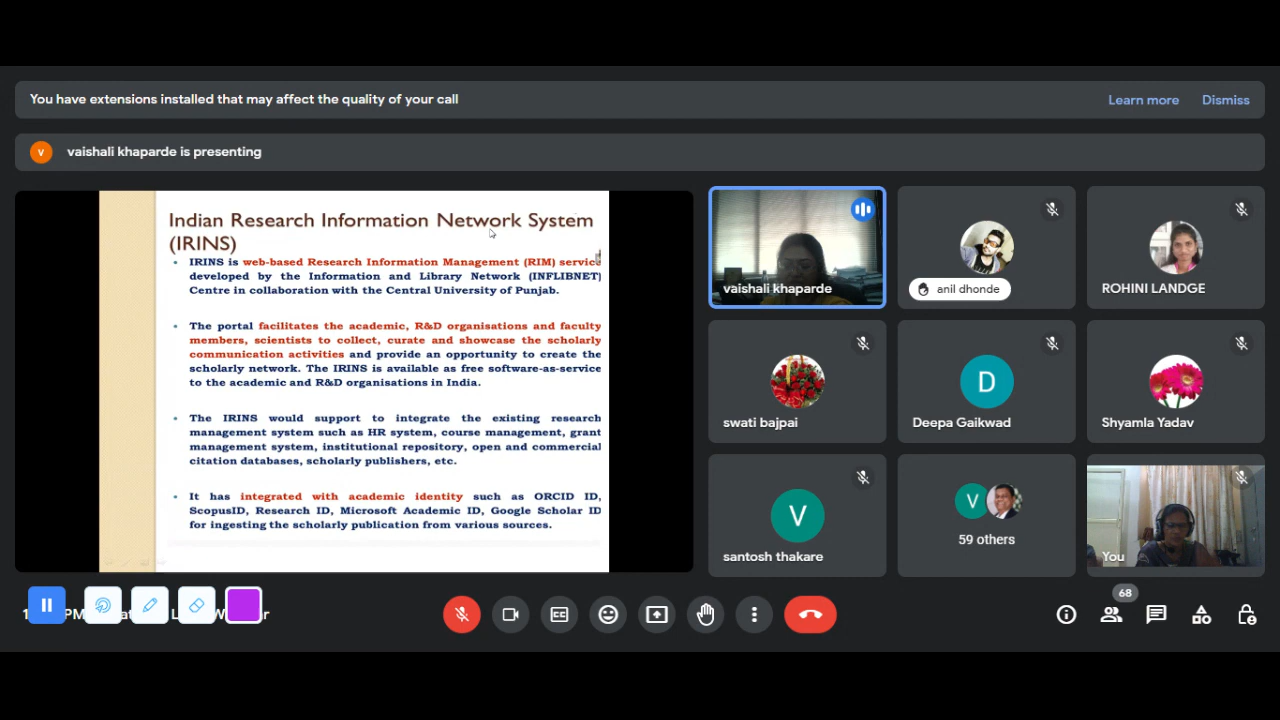 You have extensions installed that may affect the quality of your call
Learn more
Dismiss
V
vaishali khaparde is presenting
Indian Research Information Network System
(IRINS)
• IRINS is web-based Research Information Management (RIM) service
developed by the Information and Library Network (INFLIBNET)
Centre in collaboration with the Central University of Punjab.
• The portal facilitates the academic, R&D organisations and faculty
members, scientists to collect, curate and showcase the scholarly
communication activities and provide an opportunity to create the
scholarly network. The IRINS is available as free software-as-service
to the academic and R&D organisations in India.
• The IRINS would support to integrate the existing research
management system such as HR system, course management, grant
management system, institutional repository, open and commercial
citation databases, scholarly publishers, etc.
• It has integrated with academic identity such as ORCID ID,
ScopusID, Research ID, Microsoft Academic ID, Google Scholar ID
for ingesting the scholarly publication from various sources.
vaishali khaparde
anil dhonde
ROHINI LANDGE
swati bajpai
D
Deepa Gaikwad
Shyamla Yadav
V
santosh thakare
V
59 others
You
PM
CC
68